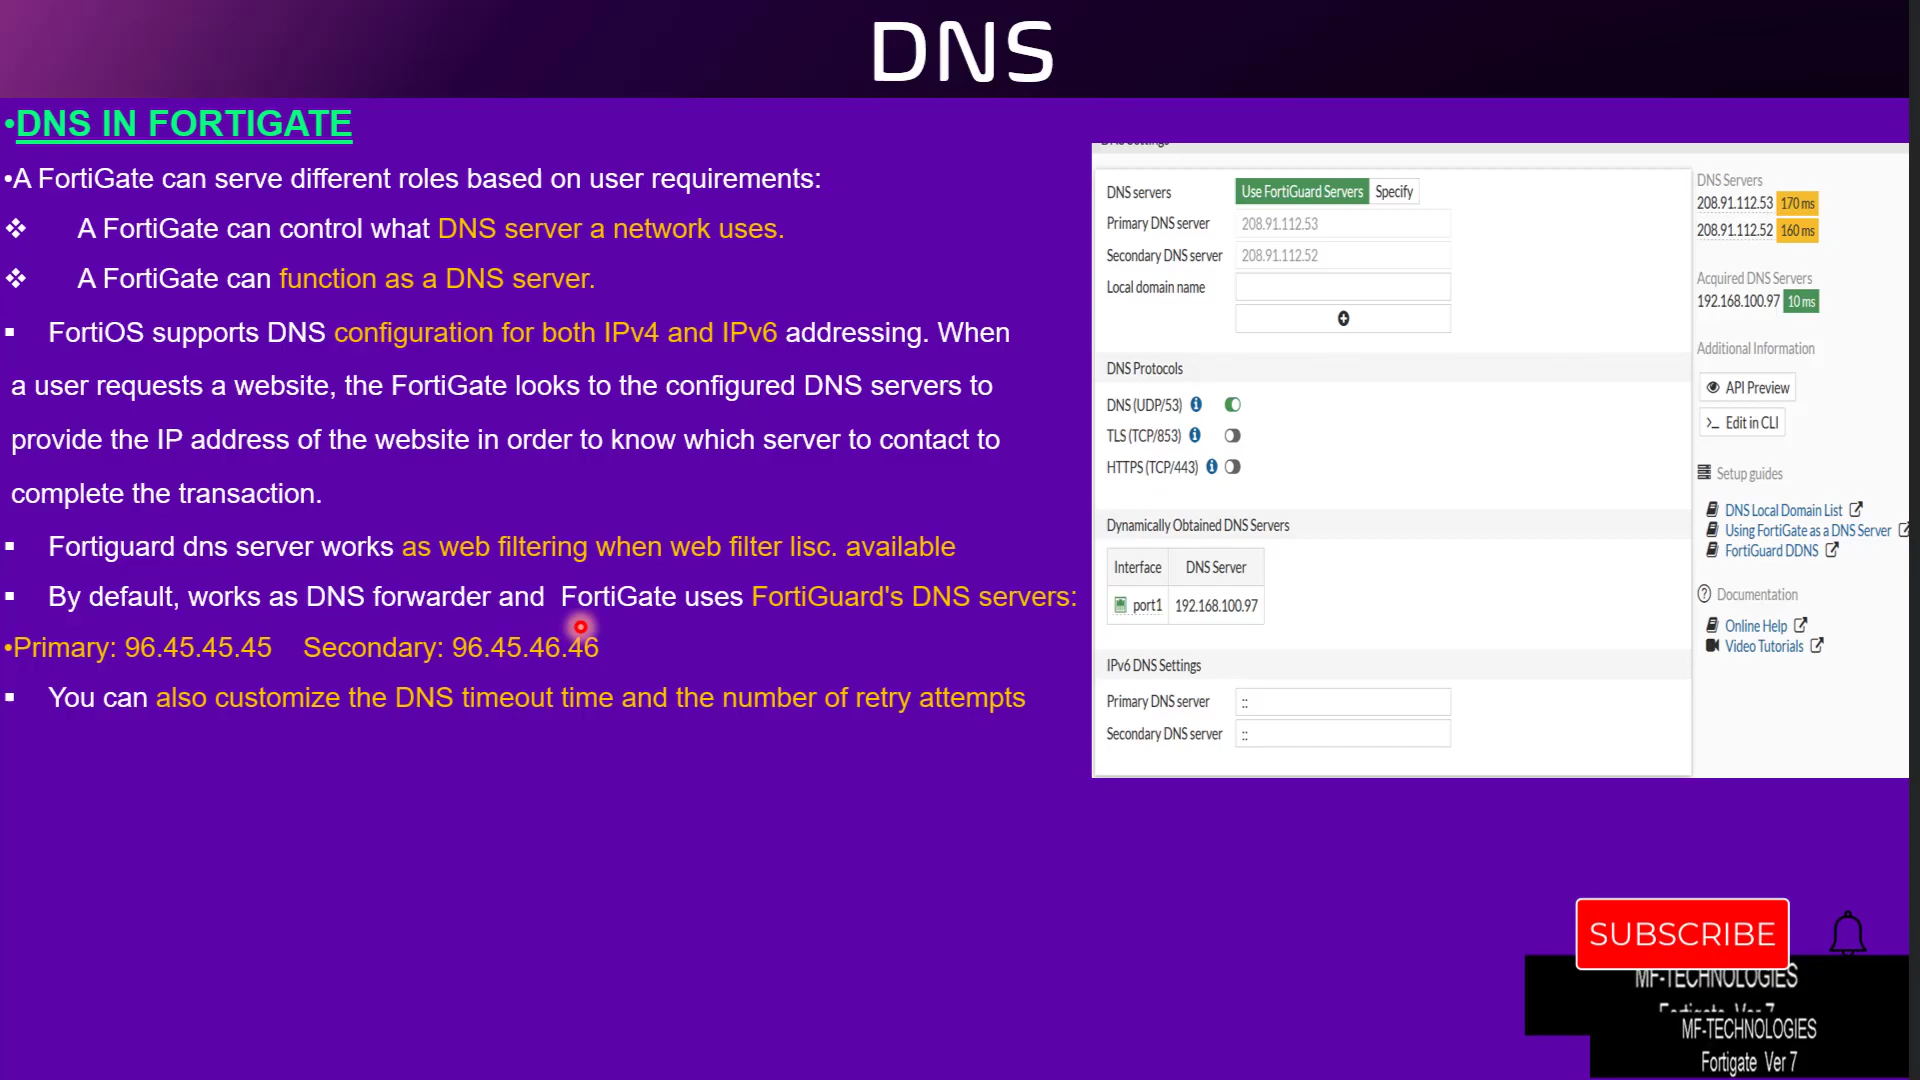 DNS
•DNS IN FORTIGATE
•A FortiGate can serve different roles based on user requirements:
❖ A FortiGate can control what DNS server a network uses.
❖ A FortiGate can function as a DNS server.
▪ FortiOS supports DNS configuration for both IPv4 and IPv6 addressing. When
a user requests a website, the FortiGate looks to the configured DNS servers to
provide the IP address of the website in order to know which server to contact to
complete the transaction.
▪ Fortiguard dns server works as web filtering when web filter lisc. available
▪ By default, works as DNS forwarder and FortiGate uses FortiGuard's DNS servers:
•Primary: 96.45.45.45 Secondary: 96.45.46.46
▪ You can also customize the DNS timeout time and the number of retry attempts
DNS Settings
DNS servers Use FortiGuard Servers Specify
Primary DNS server 208.91.112.53
Secondary DNS server 208.91.112.52
Local domain name
DNS Protocols
DNS (UDP/53)
TLS (TCP/853)
HTTPS (TCP/443)
Dynamically Obtained DNS Servers
Interface DNS Server
port1 192.168.100.97
IPv6 DNS Settings
Primary DNS server ::
Secondary DNS server ::
DNS Servers
208.91.112.53 170 ms
208.91.112.52 160 ms
Acquired DNS Servers
192.168.100.97 10 ms
Additional Information
API Preview
>_ Edit in CLI
Setup guides
DNS Local Domain List
Using FortiGate as a DNS Server
FortiGuard DDNS
Documentation
Online Help
Video Tutorials
SUBSCRIBE
MF-TECHNOLOGIES
Fortigate Ver 7
MF-TECHNOLOGIES
Fortigate Ver 7